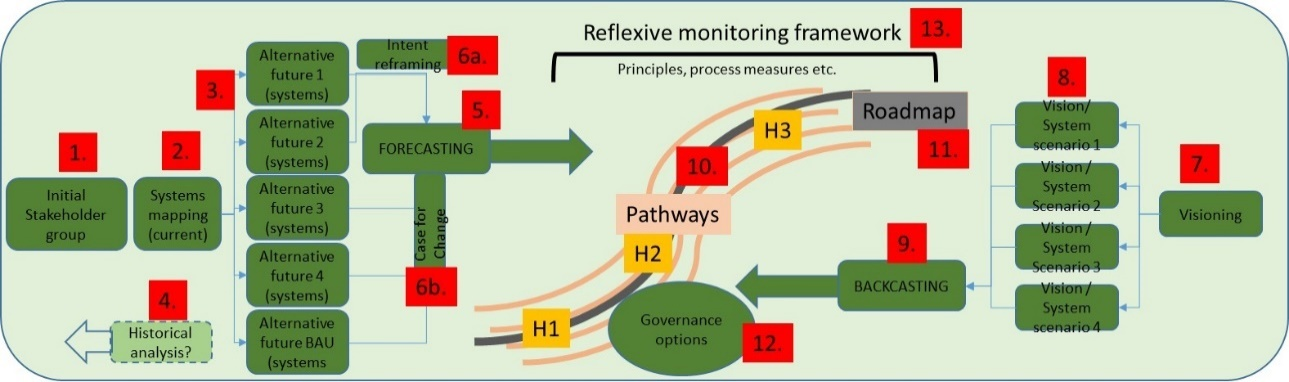 1.
Initial
Stakeholder
group
2.
Systems
mapping
(current)
3.
Alternative
future 1
(systems)
Alternative
future 2
(systems)
Alternative
future 3
(systems)
Alternative
future 4
(systems)
Alternative
future BAU
(systems
4.
Historical
analysis?
Intent
reframing
6a.
5.
FORECASTING
Case for
Change
6b.
Reflexive monitoring framework
13.
Principles, process measures etc.
H3
Roadmap
11.
10.
Pathways
H2
H1
Governance
options
12.
9.
BACKCASTING
8.
Vision/
System
scenario 1
Vision/
System
Scenario 2
Vision/
System
Scenario 3
Vision /
System
scenario 4
7.
Visioning